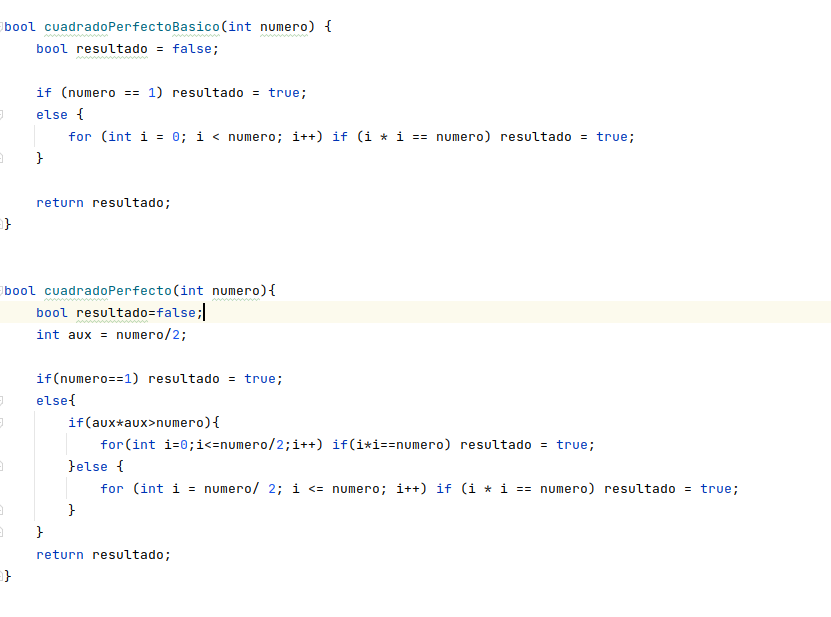 bool cuadradoPerfectoBasico(int numero) {
    bool resultado = false;
    if (numero == 1) resultado = true;
    else {
        for (int i = 0; i < numero; i++) if (i * i == numero) resultado = true;
    }
    return resultado;
}
bool cuadradoPerfecto(int numero){
    bool resultado=false;
    int aux = numero/2;
    if(numero==1) resultado = true;
    else{
        if(aux*aux>numero){
            for(int i=0;i<=numero/2;i++) if(i*i==numero) resultado = true;
        }else {
            for (int i = numero/ 2; i <= numero; i++) if (i * i == numero) resultado = true;
        }
    }
    return resultado;
}